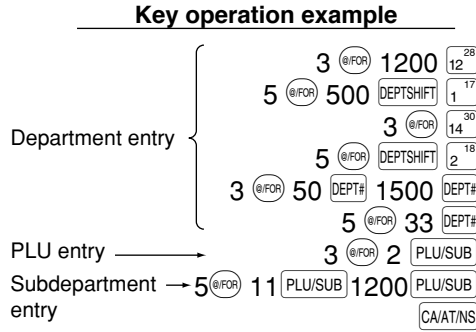 Key operation example
3 @/FOR 1200 12 28
5 @/FOR 500 DEPTSHIFT 1 17
3 @/FOR 14 30
Department entry
5 @/FOR DEPTSHIFT 2 18
3 @/FOR 50 DEPT# 1500 DEPT#
5 @/FOR 33 DEPT#
PLU entry 3 @/FOR 2 PLU/SUB
Subdepartment 5 @/FOR 11 PLU/SUB 1200 PLU/SUB
entry CA/AT/NS